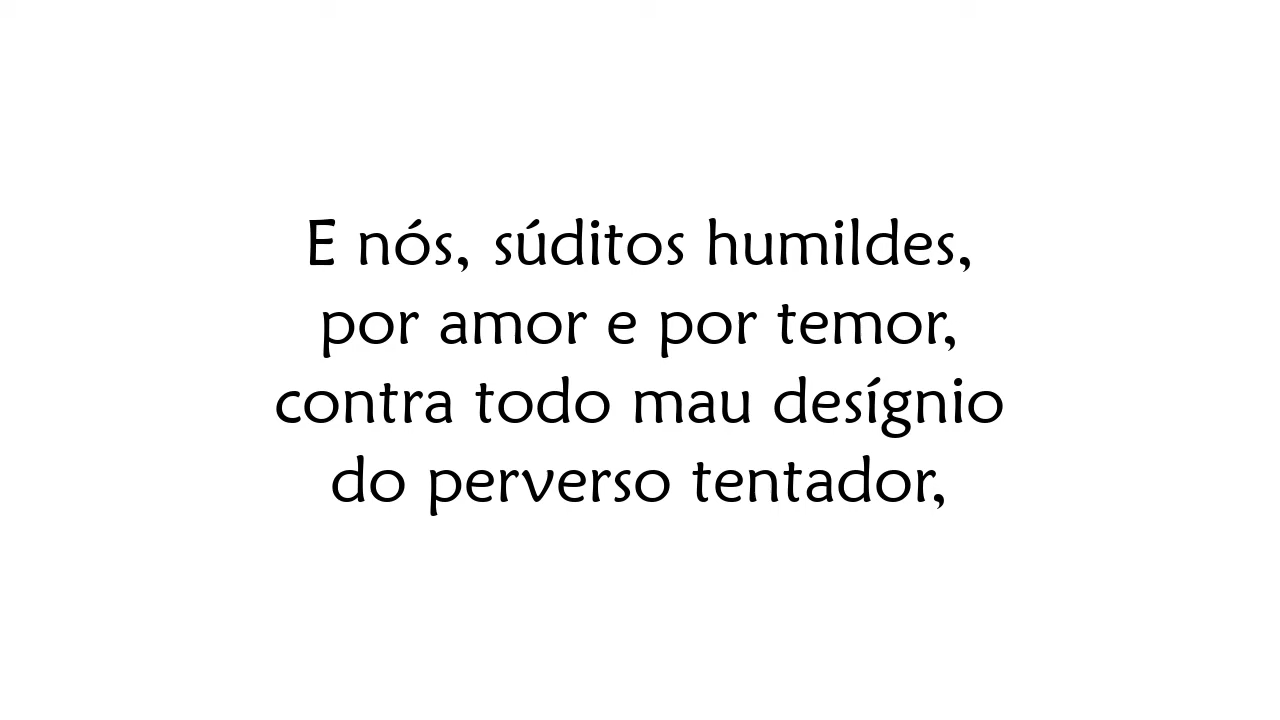 E nós, súditos humildes,
por amor e por temor,
contra todo mau desígnio
do perverso tentador,